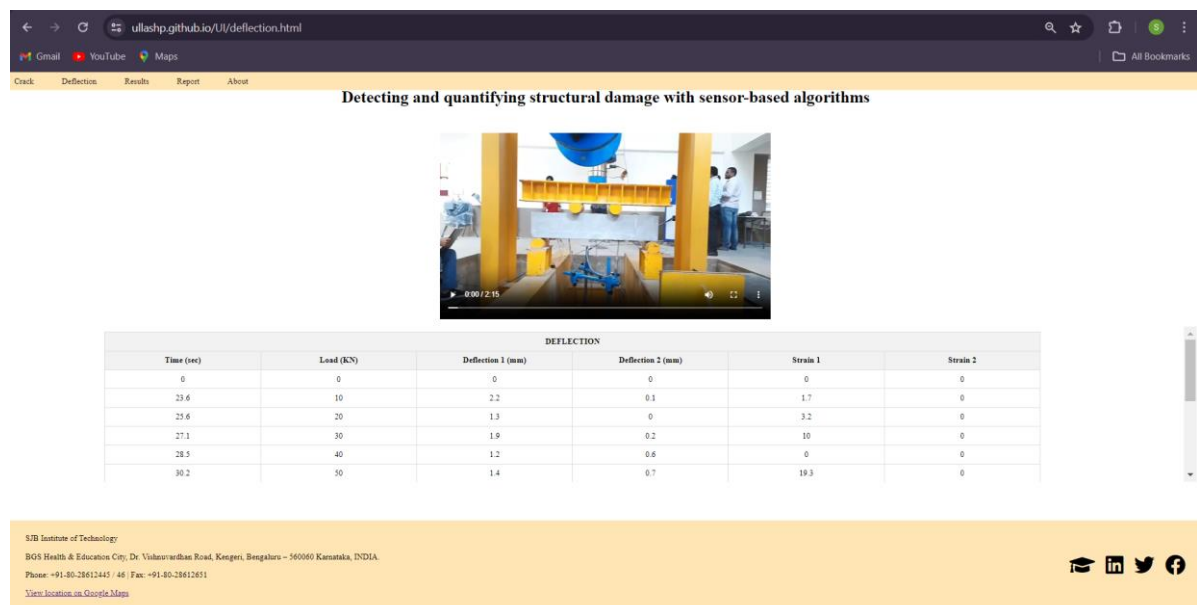 ullashp.github.io/UI/deflection.html
S
Gmail YouTube Maps All Bookmarks
Crack Deflection Results Report About
Detecting and quantifying structural damage with sensor-based algorithms
0:00 / 2:15
DEFLECTION
Time (sec) Load (KN) Deflection 1 (mm) Deflection 2 (mm) Strain 1 Strain 2
0 0 0 0 0 0
23.6 10 2.2 0.1 1.7 0
25.6 20 1.3 0 3.2 0
27.1 30 1.9 0.2 10 0
28.5 40 1.2 0.6 0 0
30.2 50 1.4 0.7 19.3 0
SJB Institute of Technology
BGS Health & Education City, Dr. Vishnuvardhan Road, Kengeri, Bengaluru – 560060 Karnataka, INDIA.
Phone: +91-80-28612445 / 46 | Fax: +91-80-28612651
View location on Google Maps
in